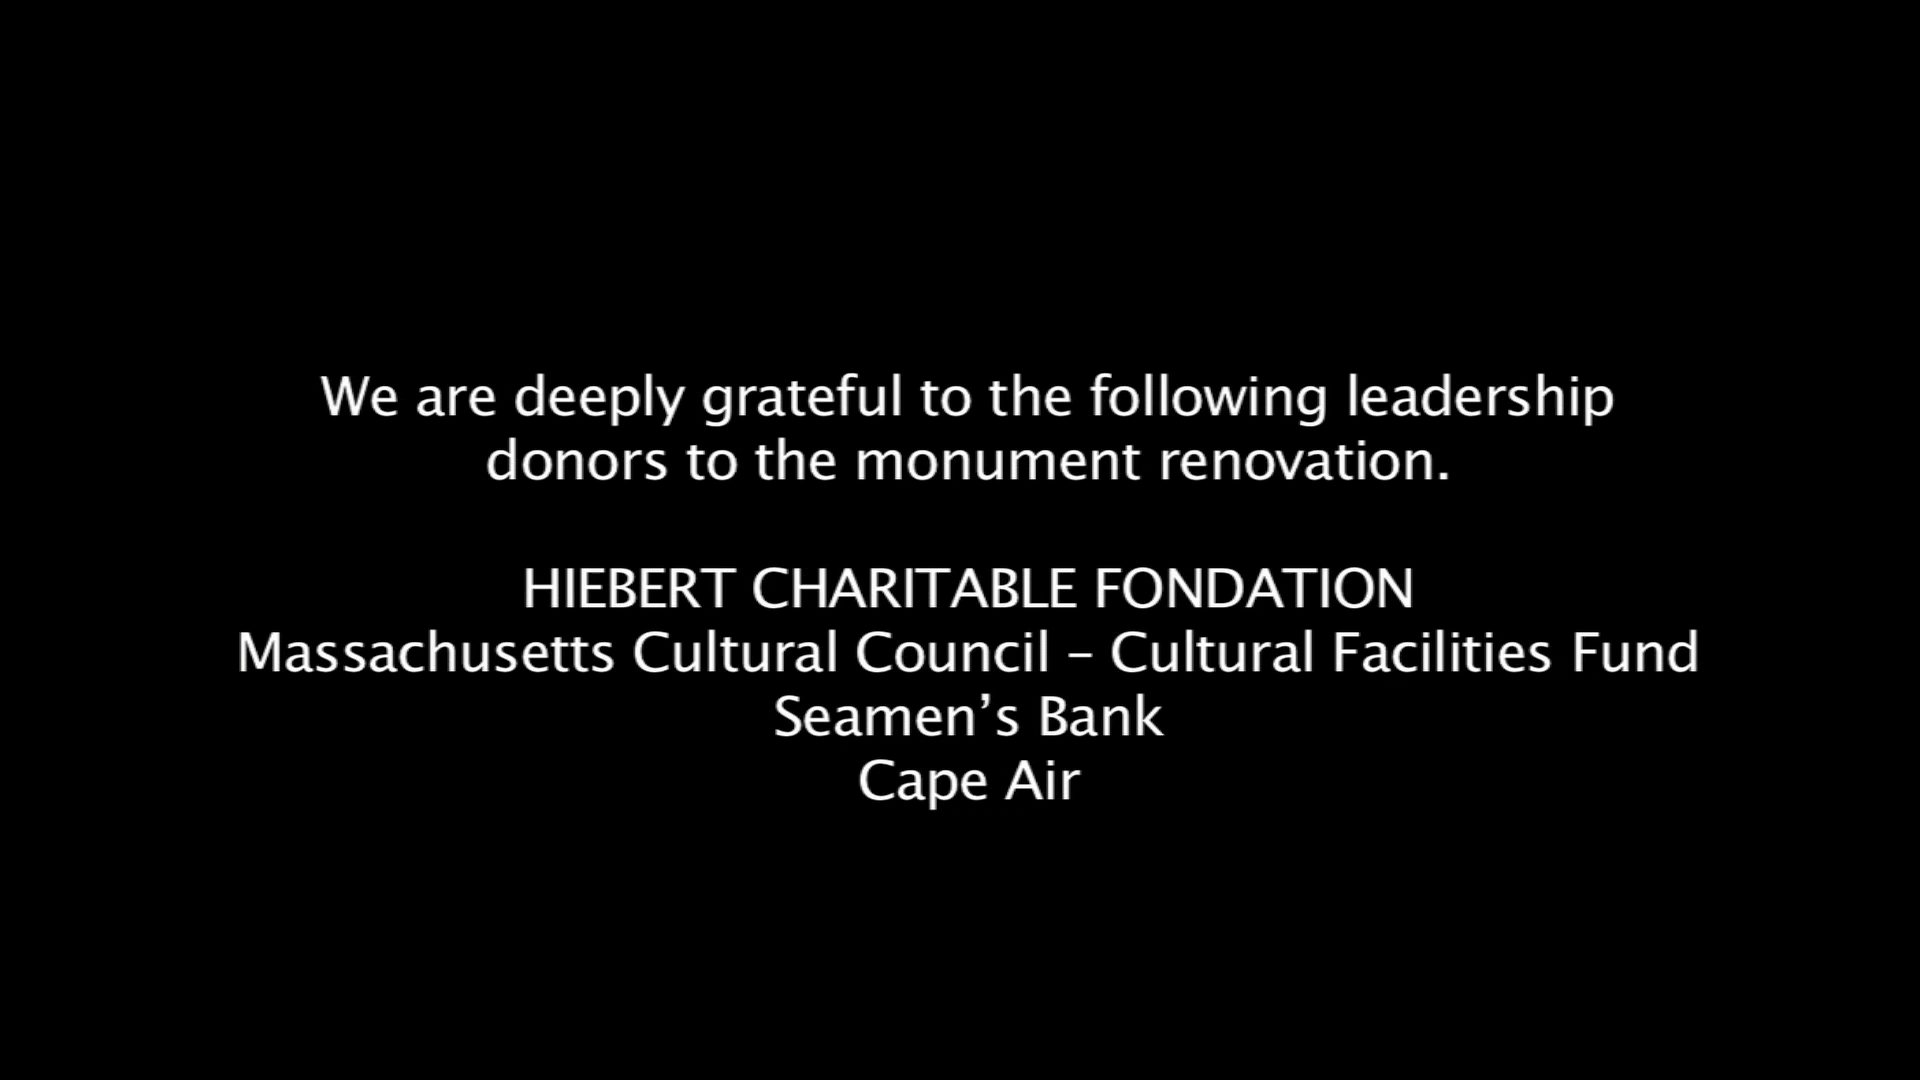 We are deeply grateful to the following leadership
donors to the monument renovation.
HIEBERT CHARITABLE FONDATION
Massachusetts Cultural Council – Cultural Facilities Fund
Seamen’s Bank
Cape Air